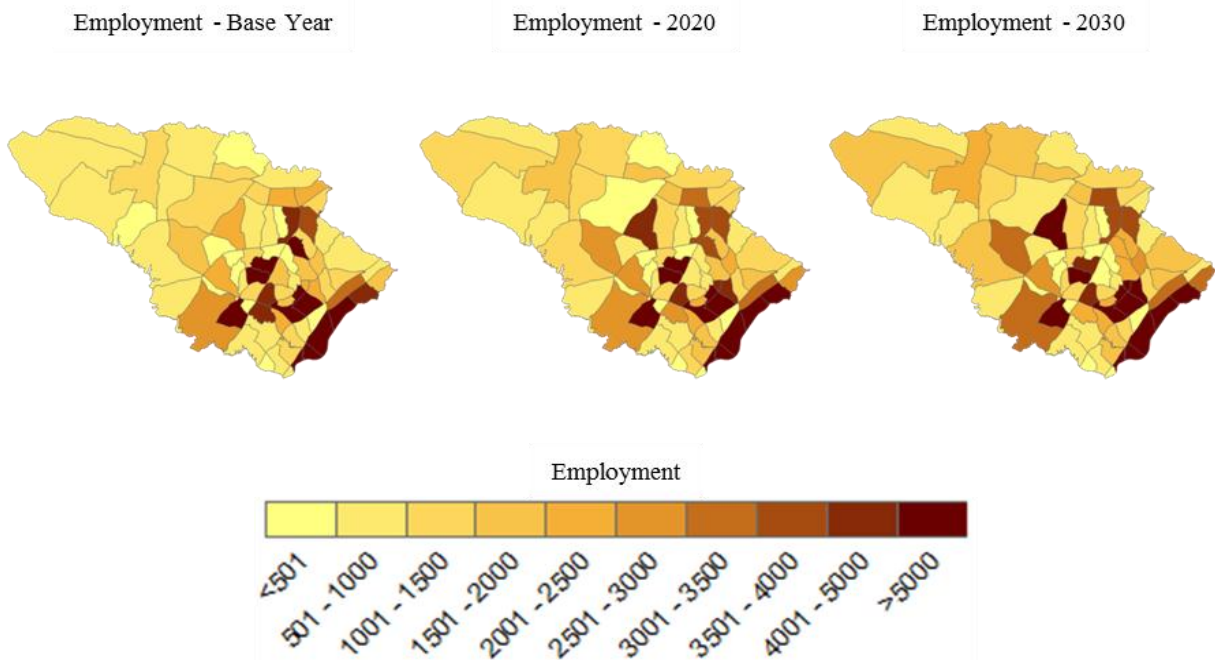 Employment - Base Year
Employment - 2020
Employment - 2030
Employment
<501
501 - 1000
1001 - 1500
1501 - 2000
2001 - 2500
2501 - 3000
3001 - 3500
3501 - 4000
4001 - 5000
>5000